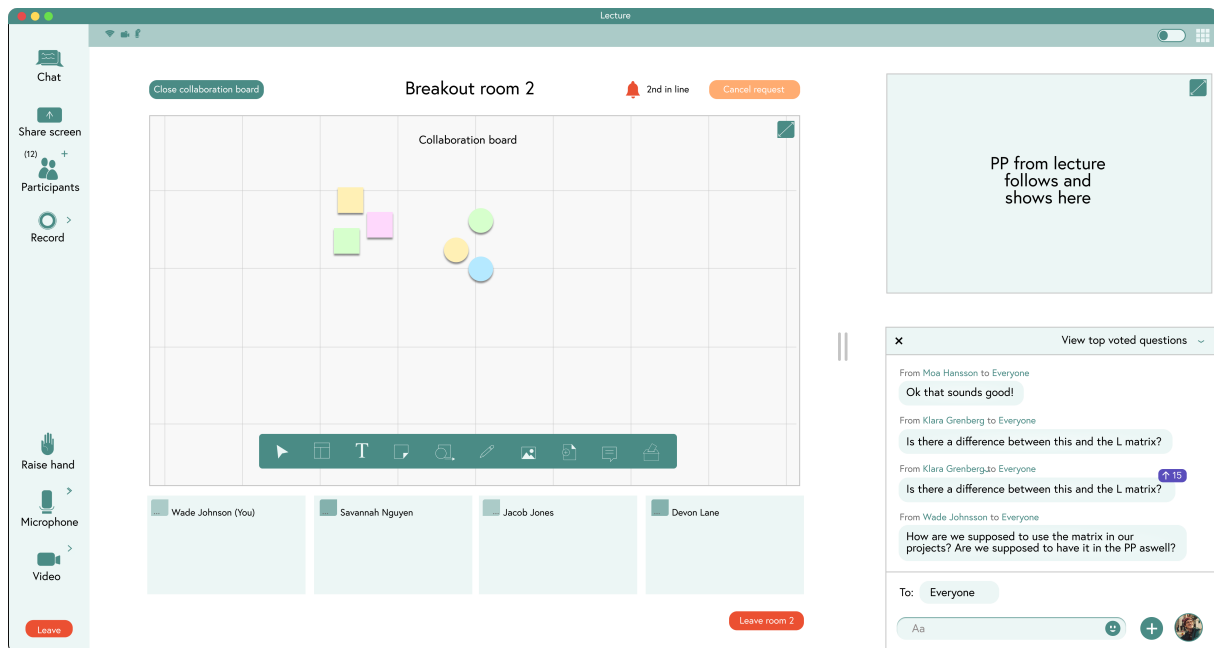 Lecture
Chat
Share screen
(12) +
Participants
Record
Raise hand
Microphone
Video
Leave
Close collaboration board
Breakout room 2
2nd in line
Cancel request
Collaboration board
T
... Wade Johnson (You)
... Savannah Nguyen
... Jacob Jones
... Devon Lane
Leave room 2
PP from lecture
follows and
shows here
View top voted questions
From Moa Hansson to Everyone
Ok that sounds good!
From Klara Grenberg to Everyone
Is there a difference between this and the L matrix?
From Klara Grenberg to Everyone
↑ 15
Is there a difference between this and the L matrix?
From Wade Johnsson to Everyone
How are we supposed to use the matrix in our
projects? Are we supposed to have it in the PP aswell?
To: Everyone
Aa